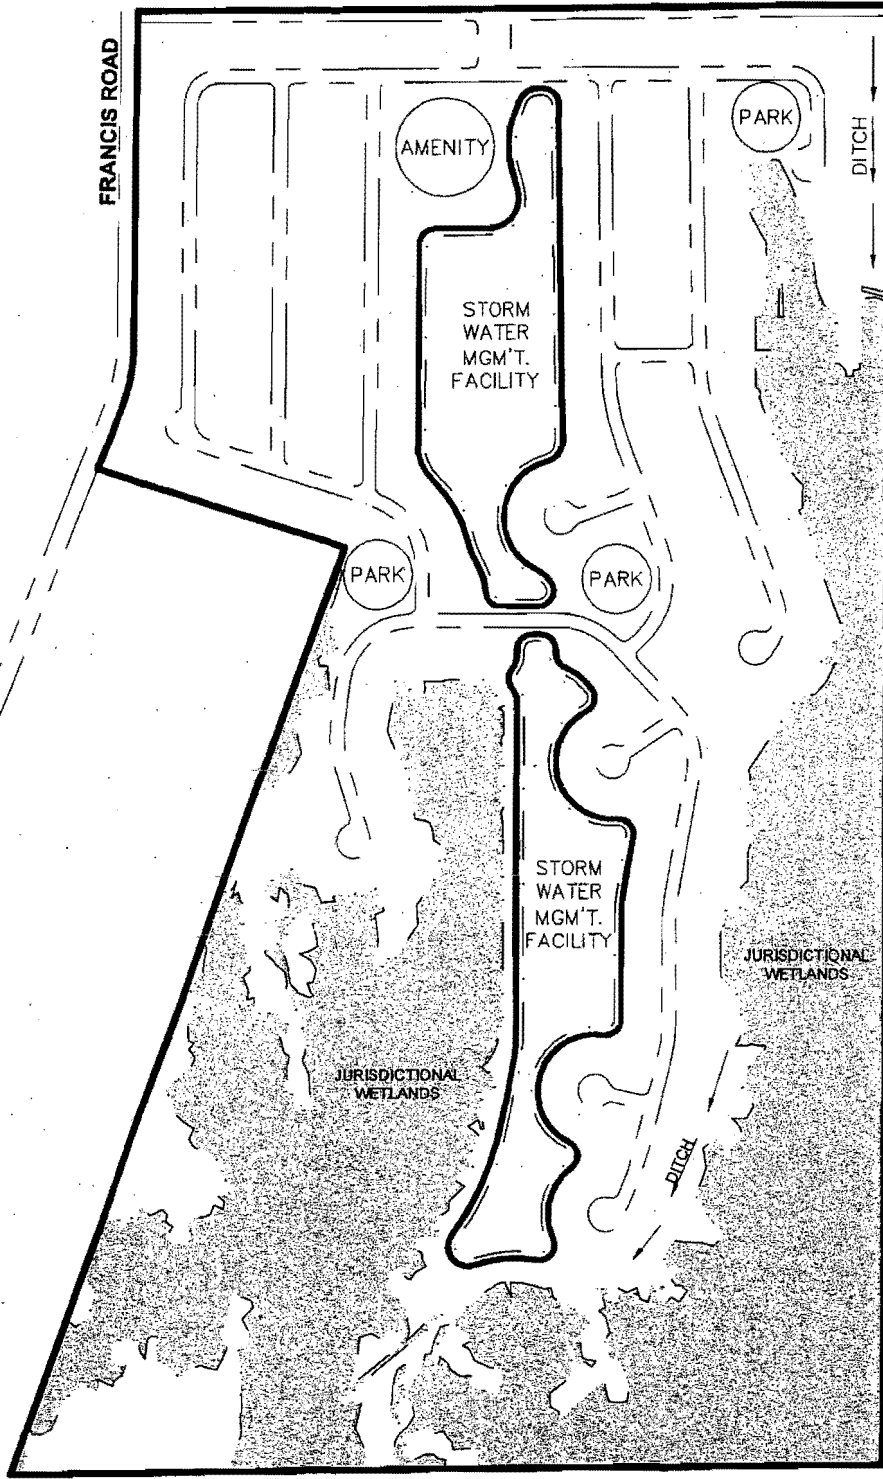 FRANCIS ROAD
AMENITY
PARK
DITCH
STORM
WATER
MGM'T.
FACILITY
PARK
PARK
STORM
WATER
MGM'T.
FACILITY
JURISDICTIONAL
WETLANDS
JURISDICTIONAL
WETLANDS
DITCH